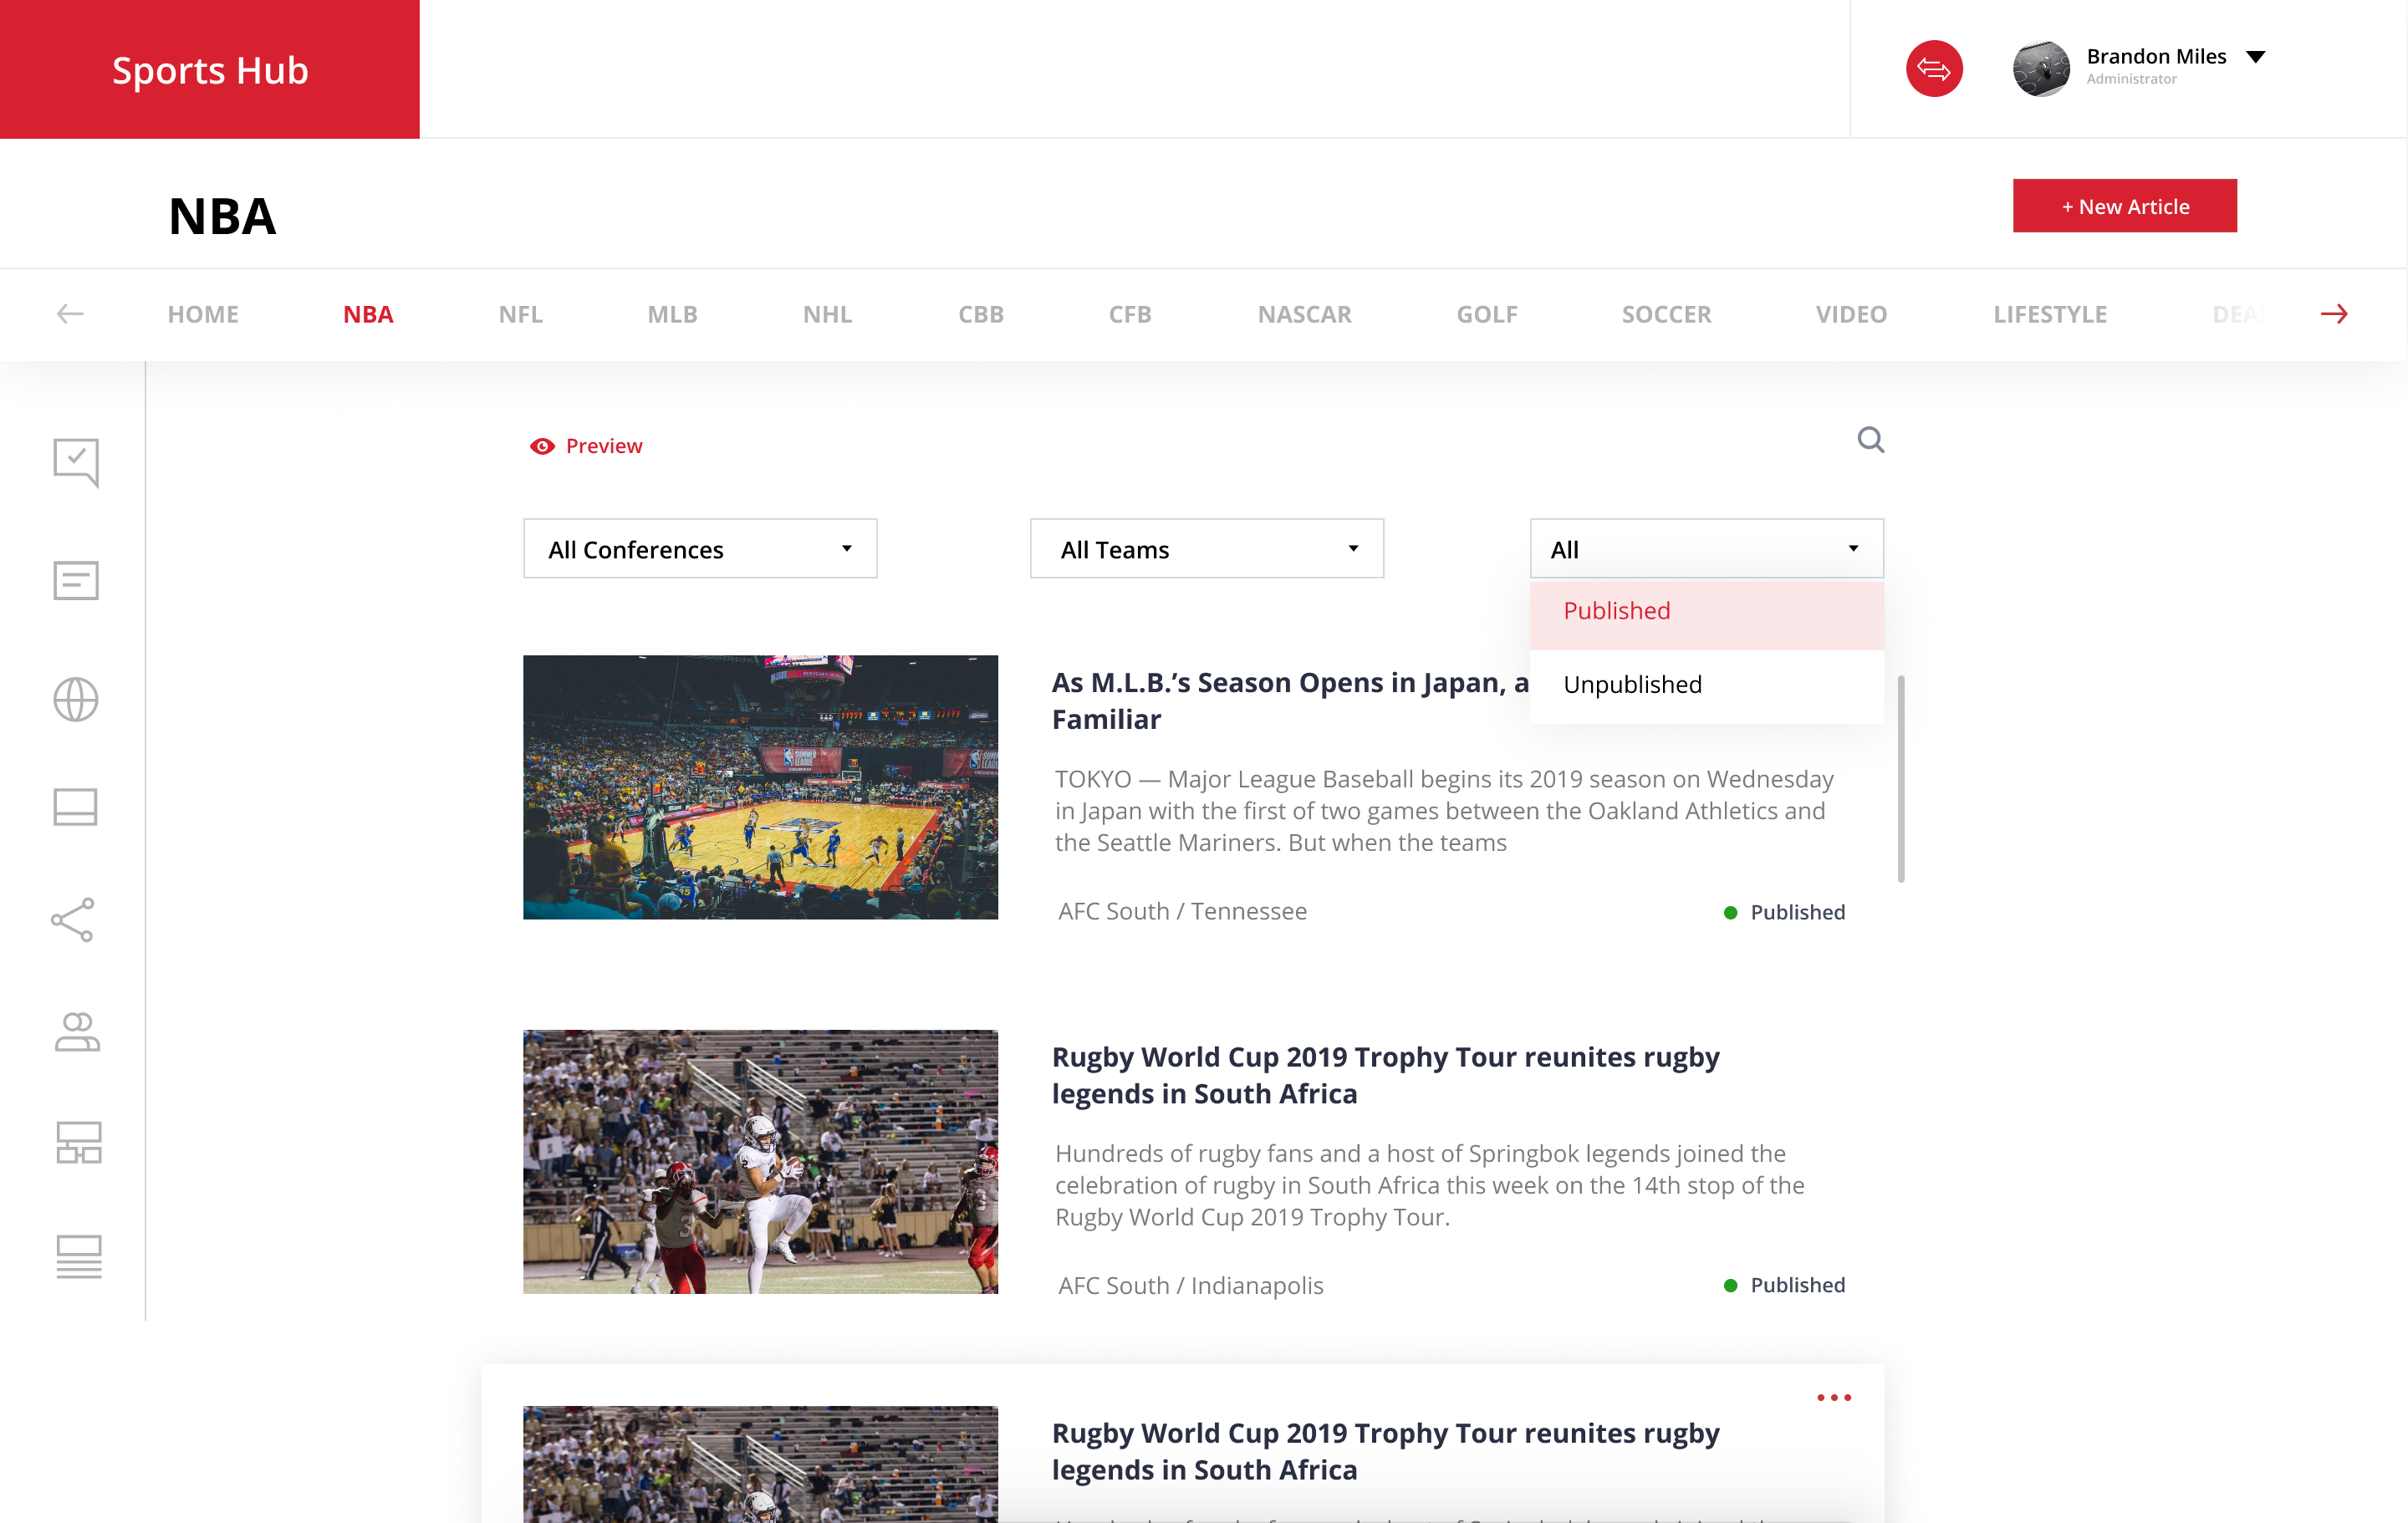 Sports Hub
Brandon Miles
Administrator
NBA
+ New Article
HOME NBA NFL MLB NHL CBB CFB NASCAR GOLF SOCCER VIDEO LIFESTYLE
Preview
All Conferences
All Teams
All
Published
Unpublished
As M.L.B.’s Season Opens in Japan, a
Familiar
TOKYO — Major League Baseball begins its 2019 season on Wednesday
in Japan with the first of two games between the Oakland Athletics and
the Seattle Mariners. But when the teams
AFC South / Tennessee
Published
Rugby World Cup 2019 Trophy Tour reunites rugby
legends in South Africa
Hundreds of rugby fans and a host of Springbok legends joined the
celebration of rugby in South Africa this week on the 14th stop of the
Rugby World Cup 2019 Trophy Tour.
AFC South / Indianapolis
Published
Rugby World Cup 2019 Trophy Tour reunites rugby
legends in South Africa